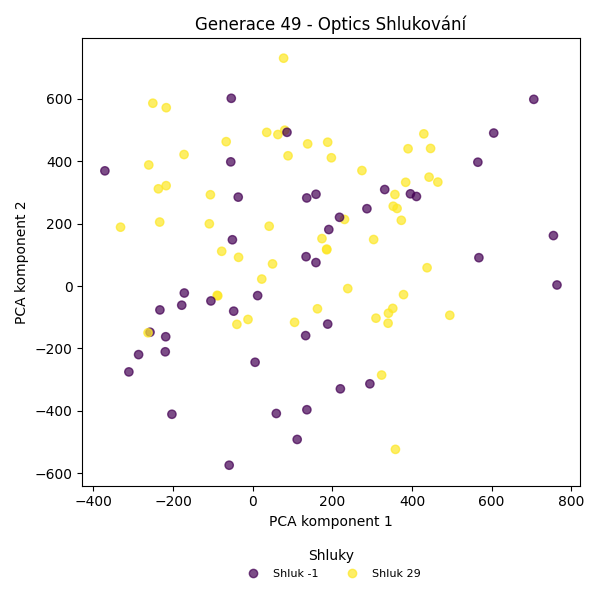 Generace 49 - Optics Shlukování
PCA komponent 2
600
400
200
0
−200
−400
−600
−400 −200 0 200 400 600 800
PCA komponent 1
Shluky
Shluk -1 Shluk 29